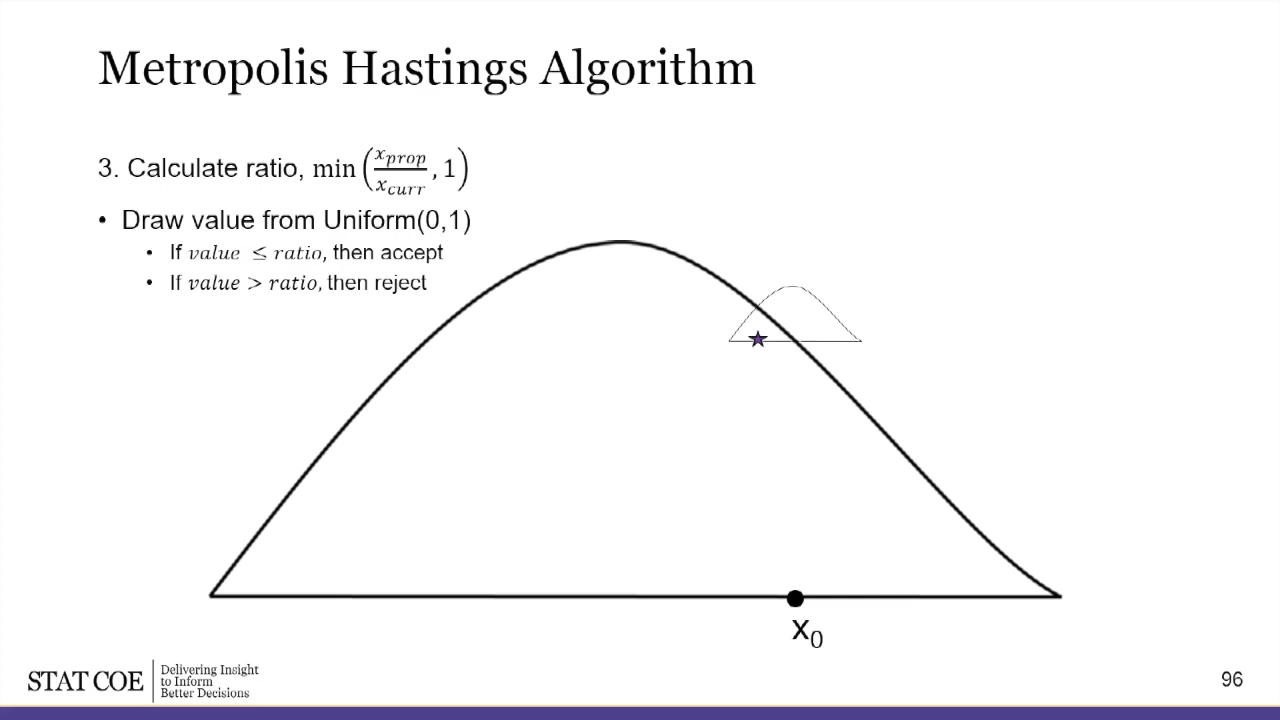 Metropolis Hastings Algorithm
3. Calculate ratio, min(x_prop/x_curr, 1)
• Draw value from Uniform(0,1)
• If value ≤ ratio, then accept
• If value > ratio, then reject
x₀
STAT COE
Delivering Insight
to Inform
Better Decisions
96